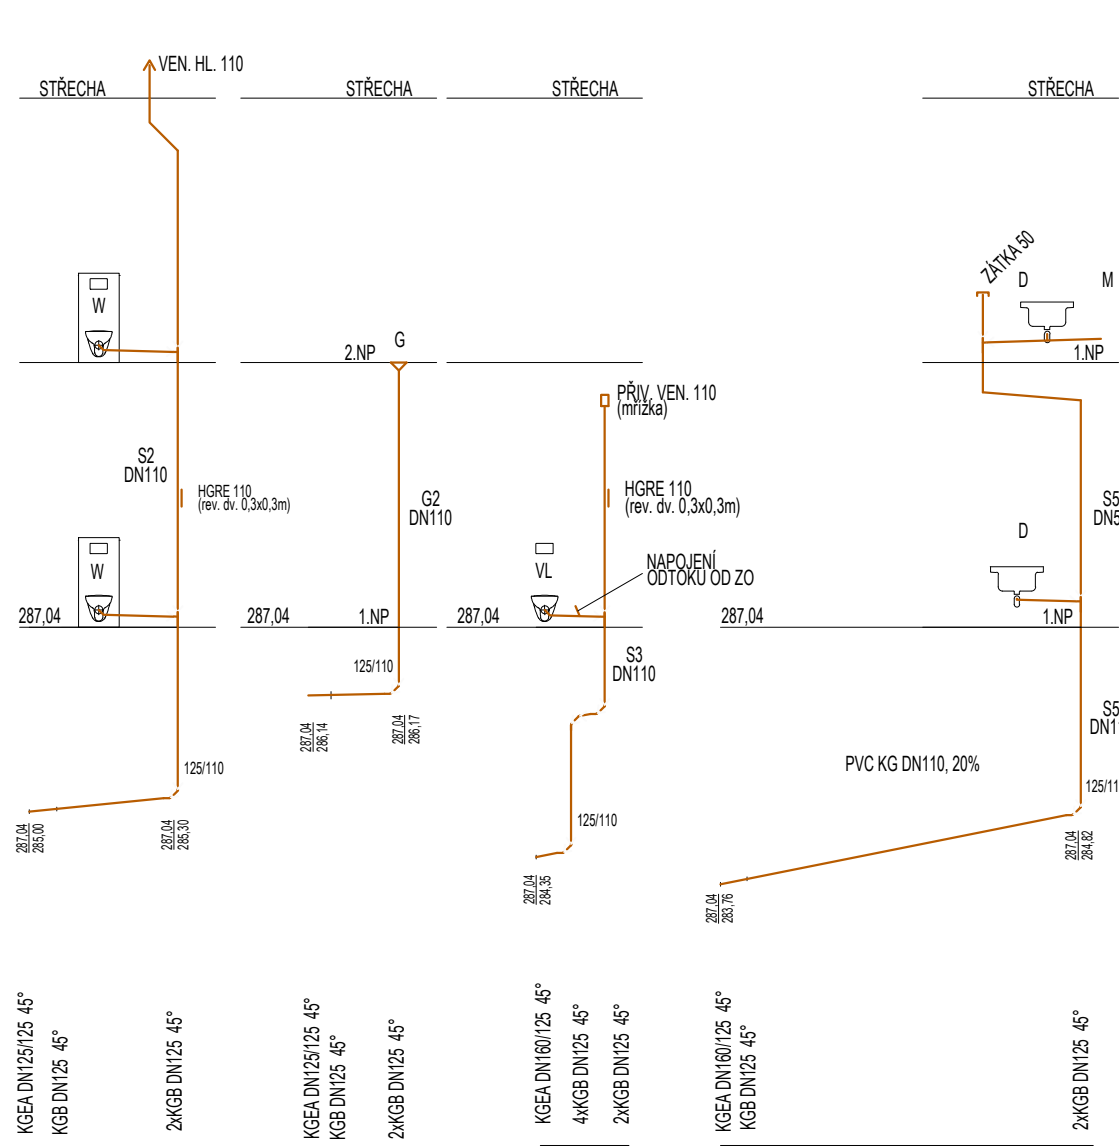 VEN. HL. 110
STŘECHA
STŘECHA
STŘECHA
STŘECHA
ZÁTKA 50
D
M
W
2.NP
G
1.NP
PŘIV. VEN. 110
(mřížka)
S2
DN110
HGRE 110
(rev. dv. 0,3x0,3m)
G2
DN110
HGRE 110
(rev. dv. 0,3x0,3m)
D
W
VL
NAPOJENÍ
ODTOKU OD ZO
287,04
287,04
1.NP
287,04
287,04
1.NP
125/110
S3
DN110
287,04
286,14
287,04
286,17
125/110
PVC KG DN110, 20%
125/110
287,04
285,00
287,04
285,30
287,04
284,35
287,04
283,76
287,04
284,82
KGEA DN125/125 45°
KGB DN125 45°
2xKGB DN125 45°
KGEA DN125/125 45°
KGB DN125 45°
2xKGB DN125 45°
KGEA DN160/125 45°
4xKGB DN125 45°
2xKGB DN125 45°
KGEA DN160/125 45°
KGB DN125 45°
2xKGB DN125 45°